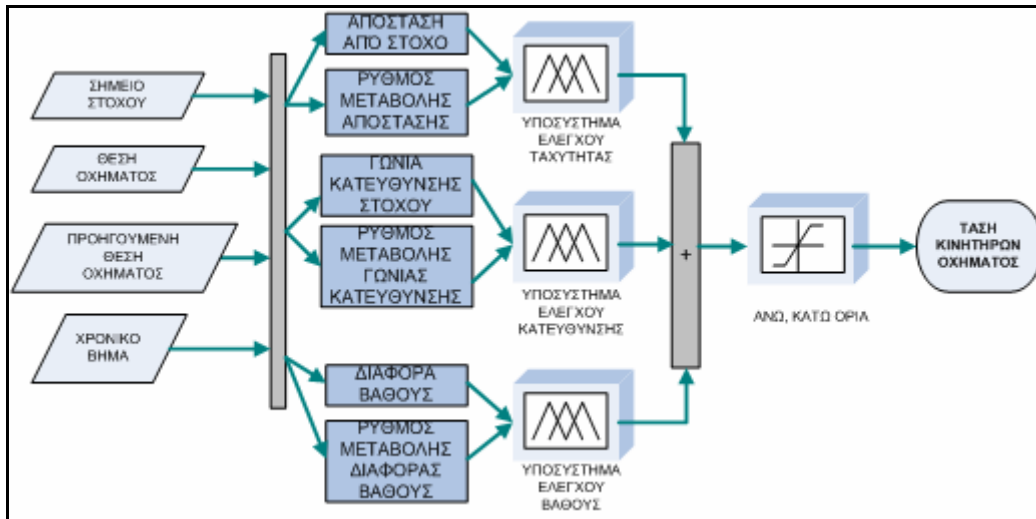 ΣΗΜΕΙΟ
ΣΤΟΧΟΥ
ΘΕΣΗ
ΟΧΗΜΑΤΟΣ
ΠΡΟΗΓΟΥΜΕΝΗ
ΘΕΣΗ
ΟΧΗΜΑΤΟΣ
ΧΡΟΝΙΚΟ
ΒΗΜΑ
ΑΠΟΣΤΑΣΗ
ΑΠΌ ΣΤΟΧΟ
ΡΥΘΜΟΣ
ΜΕΤΑΒΟΛΗΣ
ΑΠΟΣΤΑΣΗΣ
ΓΩΝΙΑ
ΚΑΤΕΥΘΥΝΣΗΣ
ΣΤΟΧΟΥ
ΡΥΘΜΟΣ
ΜΕΤΑΒΟΛΗΣ
ΓΩΝΙΑΣ
ΚΑΤΕΥΘΥΝΣΗΣ
ΔΙΑΦΟΡΑ
ΒΑΘΟΥΣ
ΡΥΘΜΟΣ
ΜΕΤΑΒΟΛΗΣ
ΔΙΑΦΟΡΑΣ
ΒΑΘΟΥΣ
ΥΠΟΣΥΣΤΗΜΑ
ΕΛΕΓΧΟΥ
ΤΑΧΥΤΗΤΑΣ
ΥΠΟΣΥΣΤΗΜΑ
ΕΛΕΓΧΟΥ
ΚΑΤΕΥΘΥΝΣΗΣ
ΥΠΟΣΥΣΤΗΜΑ
ΕΛΕΓΧΟΥ
ΒΑΘΟΥΣ
+
ΑΝΩ, ΚΑΤΩ ΟΡΙΑ
ΤΑΣΗ
ΚΙΝΗΤΗΡΩΝ
ΟΧΗΜΑΤΟΣ